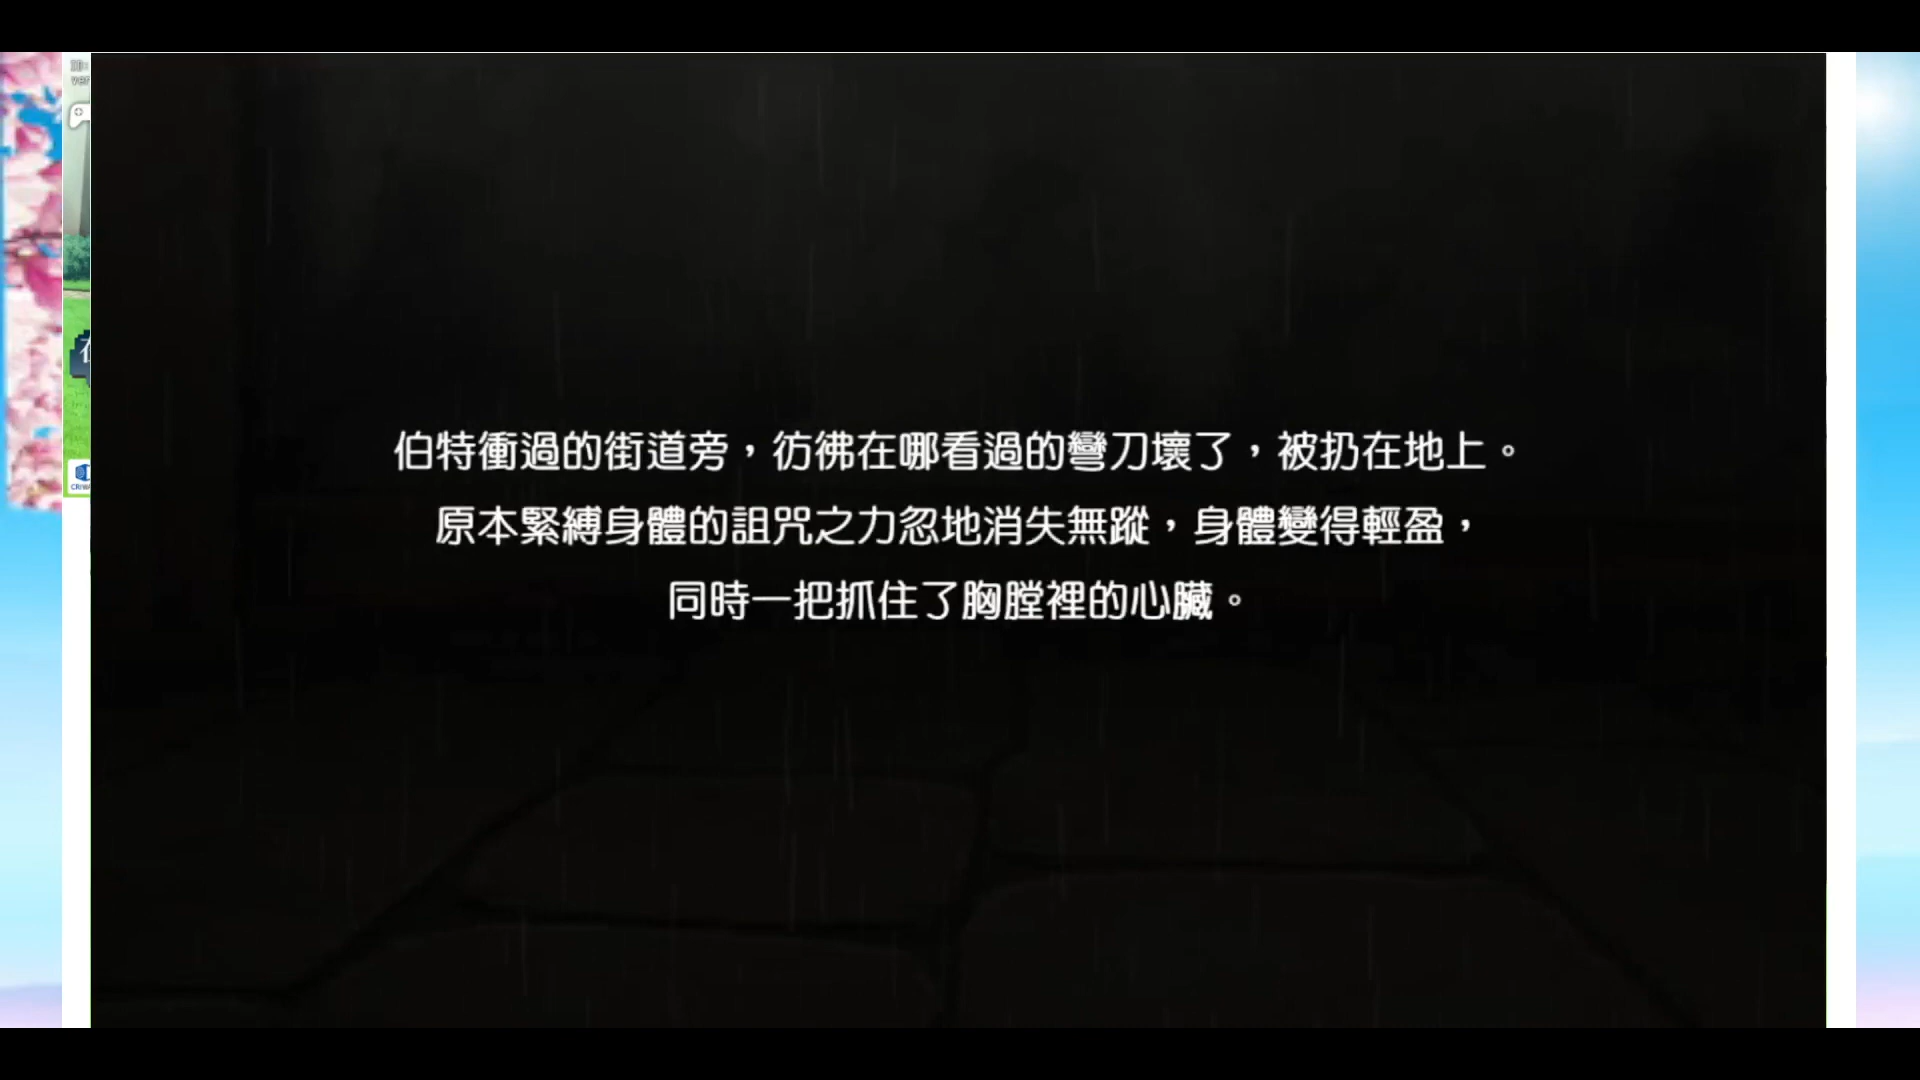 ID:
ver
伯特衝過的街道旁，彷彿在哪看過的彎刀壞了，被扔在地上。
原本緊縛身體的詛咒之力忽地消失無蹤，身體變得輕盈，
同時一把抓住了胸膛裡的心臟。